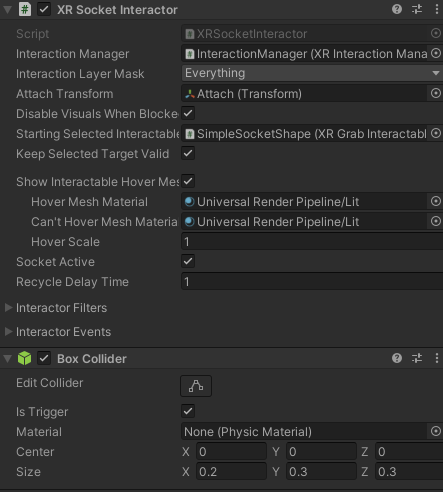 XR Socket Interactor
Script XRSocketInteractor
Interaction Manager InteractionManager (XR Interaction Mana
Interaction Layer Mask Everything
Attach Transform Attach (Transform)
Disable Visuals When Blocke
Starting Selected Interactable SimpleSocketShape (XR Grab Interactabl
Keep Selected Target Valid
Show Interactable Hover Mes
Hover Mesh Material Universal Render Pipeline/Lit
Can't Hover Mesh Materia Universal Render Pipeline/Lit
Hover Scale 1
Socket Active
Recycle Delay Time 1
Interactor Filters
Interactor Events
Box Collider
Edit Collider
Is Trigger
Material None (Physic Material)
Center X 0 Y 0 Z 0
Size X 0.2 Y 0.3 Z 0.3